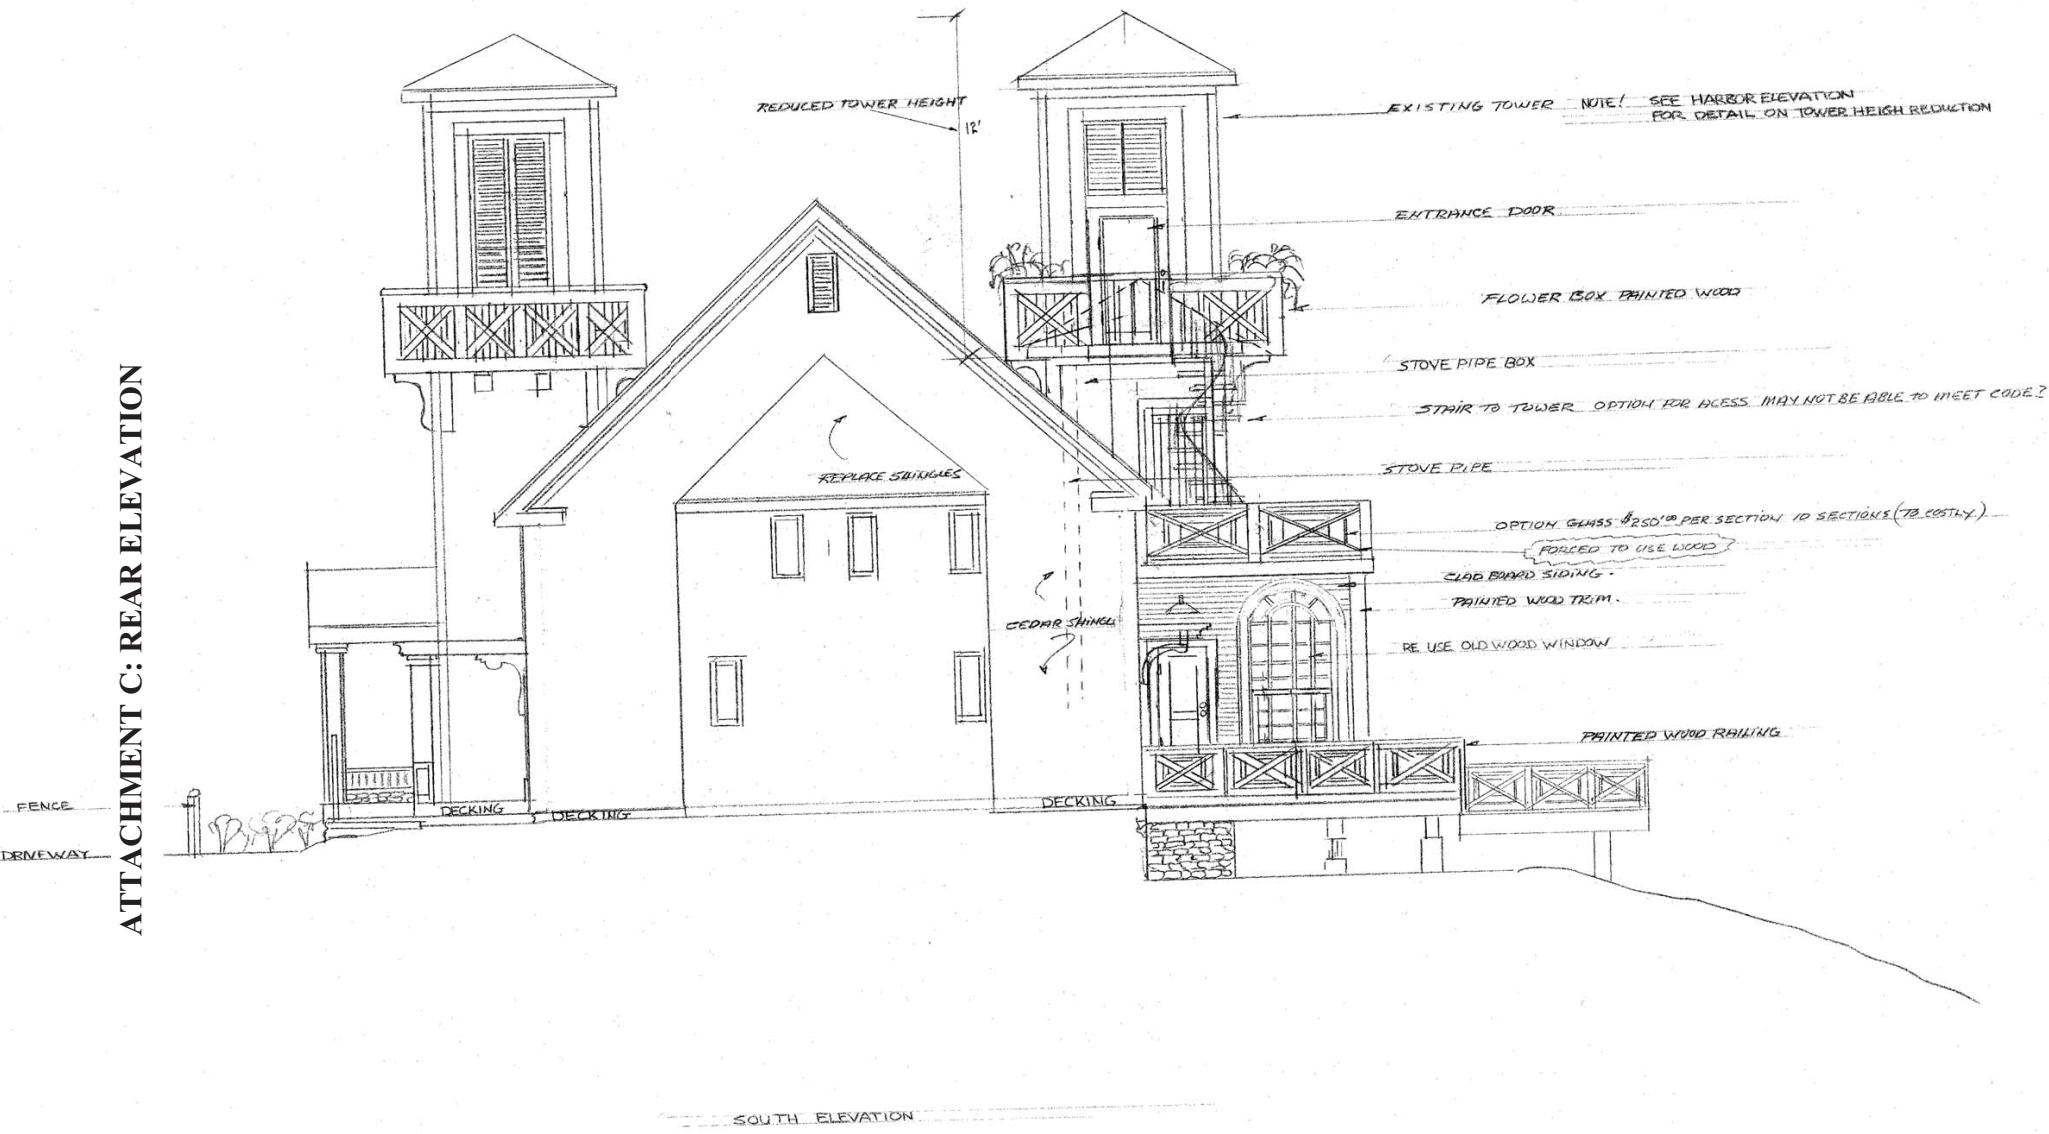 ATTACHMENT C: REAR ELEVATION
REDUCED TOWER HEIGHT
12'
EXISTING TOWER NOTE! SEE HARBOR ELEVATION
FOR DETAIL ON TOWER HEIGH REDUCTION
ENTRANCE DOOR
FLOWER BOX PAINTED WOOD
STOVE PIPE BOX
STAIR TO TOWER OPTION FOR ACESS MAY NOT BE ABLE TO MEET CODE?
STOVE PIPE
REPLACE SHINGLES
OPTION GLASS $250.00 PER SECTION 10 SECTIONS (TO COSTLY)
FORCED TO USE WOOD
CLAD BOARD SIDING.
PAINTED WOOD TRIM.
CEDAR SHINGL
RE USE OLD WOOD WINDOW
PAINTED WOOD RAILING
FENCE
DECKING
DECKING
DECKING
DRIVEWAY
SOUTH ELEVATION